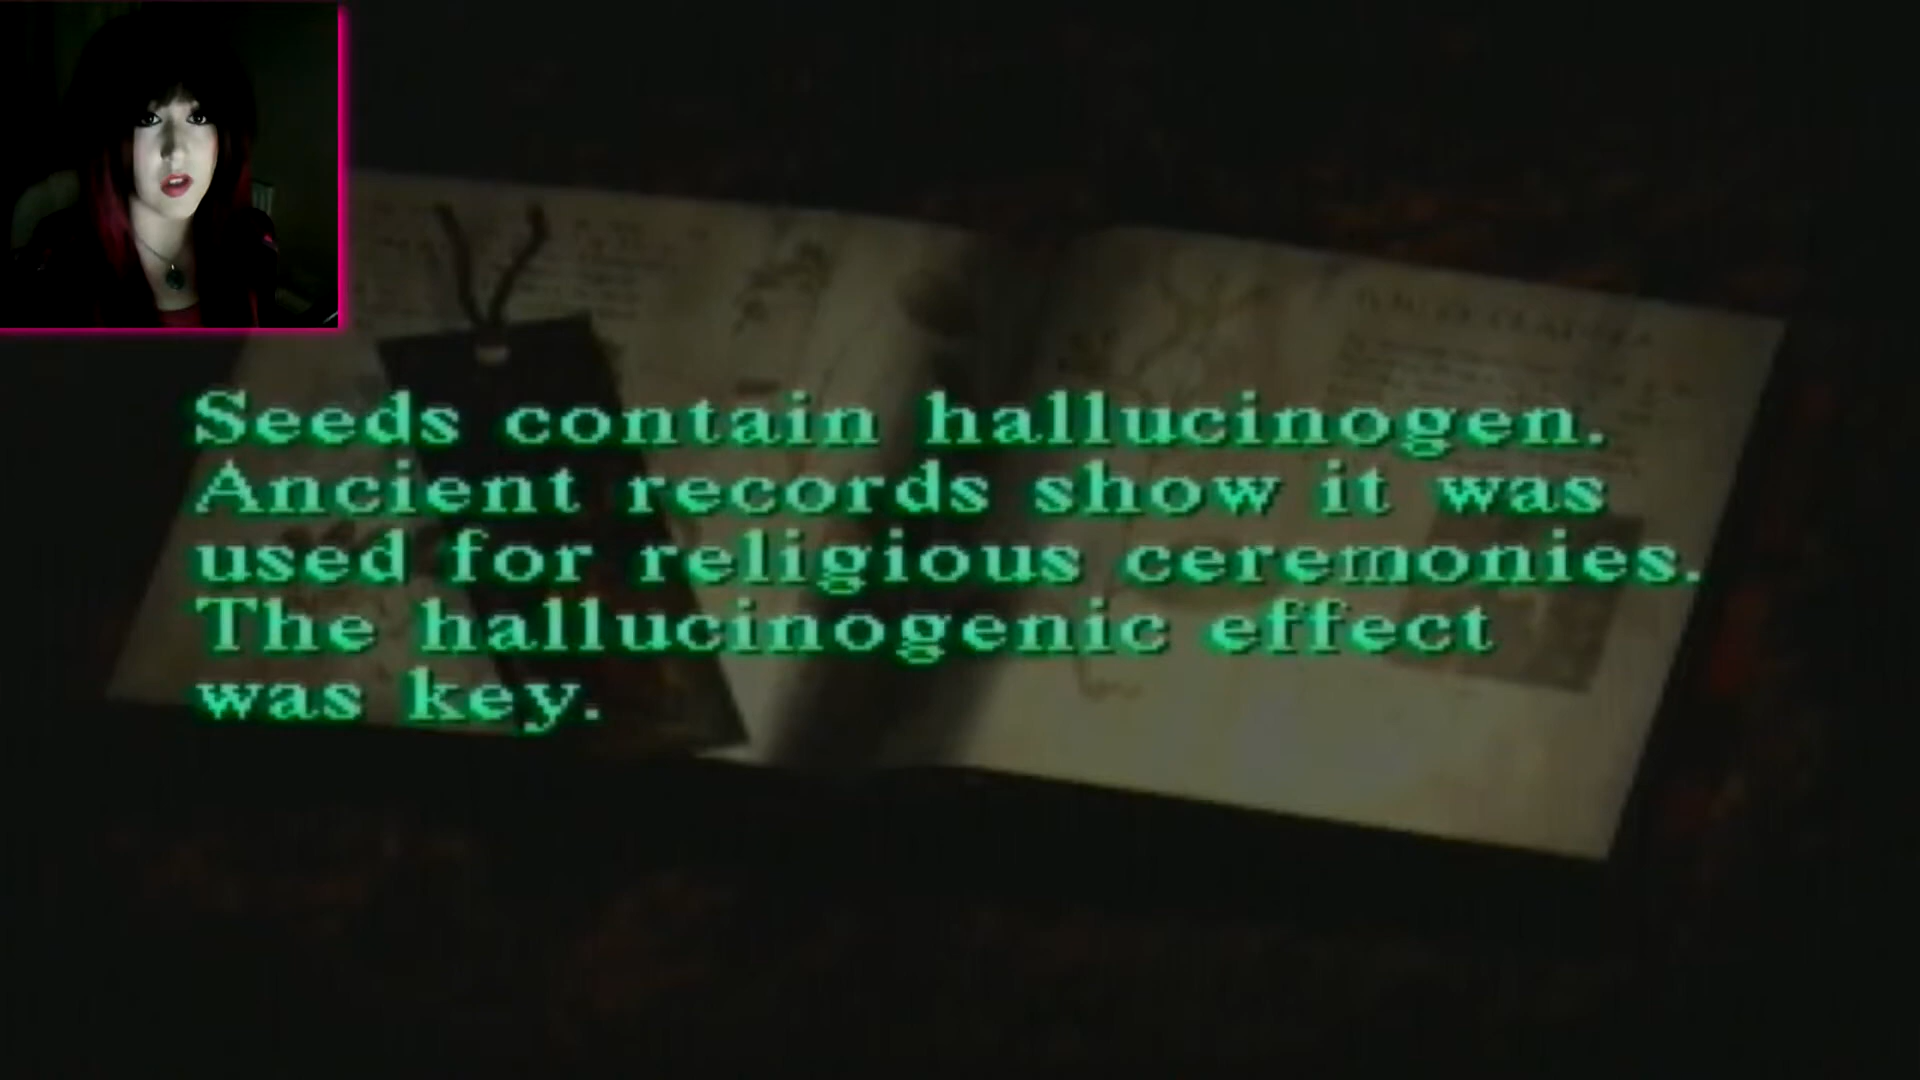 Seeds contain hallucinogen.
Ancient records show it was
used for religious ceremonies.
The hallucinogenic effect
was key.